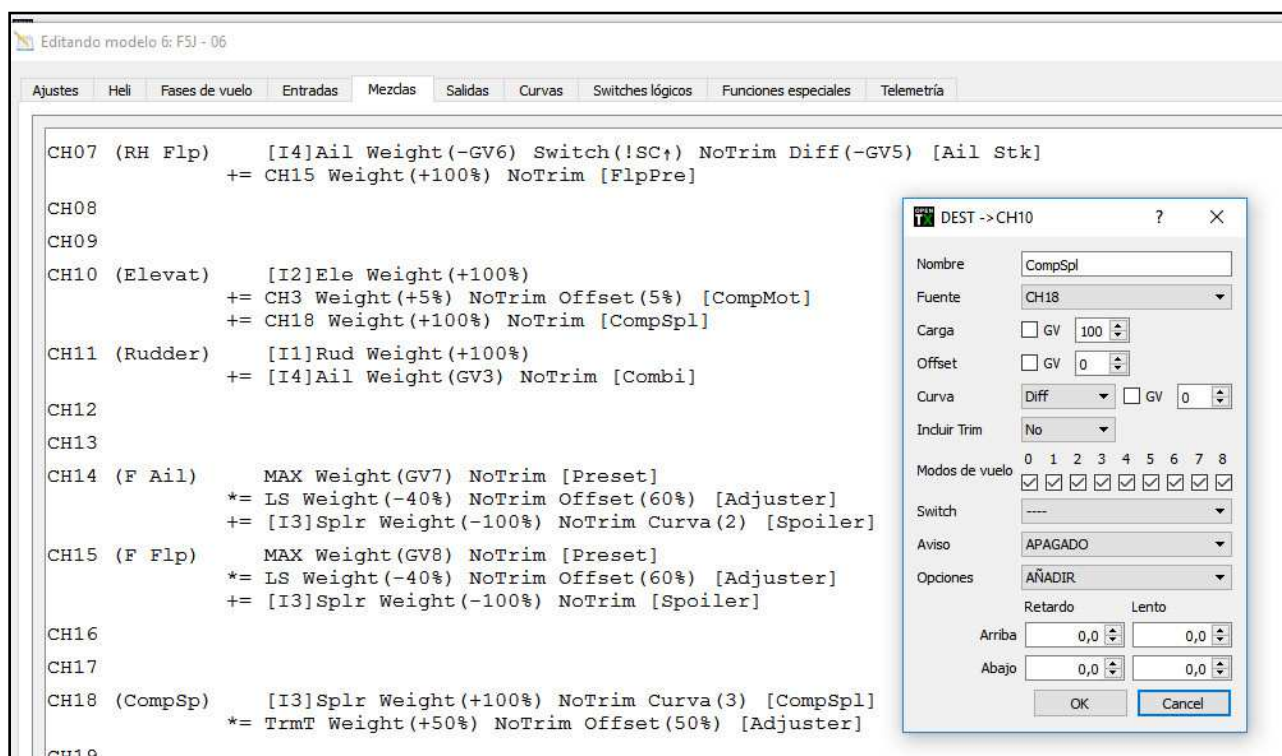 Editando modelo 6: F5J - 06
Ajustes Heli Fases de vuelo Entradas Mezclas Salidas Curvas Switches lógicos Funciones especiales Telemetría
CH07 (RH Flp) [I4]Ail Weight(-GV6) Switch(!SC↑) NoTrim Diff(-GV5) [Ail Stk]
+= CH15 Weight(+100%) NoTrim [FlpPre]
CH08
CH09
CH10 (Elevat) [I2]Ele Weight(+100%)
+= CH3 Weight(+5%) NoTrim Offset(5%) [CompMot]
+= CH18 Weight(+100%) NoTrim [CompSpl]
CH11 (Rudder) [I1]Rud Weight(+100%)
+= [I4]Ail Weight(GV3) NoTrim [Combi]
CH12
CH13
CH14 (F Ail) MAX Weight(GV7) NoTrim [Preset]
*= LS Weight(-40%) NoTrim Offset(60%) [Adjuster]
+= [I3]Splr Weight(-100%) NoTrim Curva(2) [Spoiler]
CH15 (F Flp) MAX Weight(GV8) NoTrim [Preset]
*= LS Weight(-40%) NoTrim Offset(60%) [Adjuster]
+= [I3]Splr Weight(-100%) NoTrim [Spoiler]
CH16
CH17
CH18 (CompSp) [I3]Splr Weight(+100%) NoTrim Curva(3) [CompSpl]
*= TrmT Weight(+50%) NoTrim Offset(50%) [Adjuster]
CH19
OPEN
TX
DEST ->CH10 ? ×
Nombre CompSpl
Fuente CH18
Carga GV 100
Offset GV 0
Curva Diff GV 0
Incluir Trim No
0 1 2 3 4 5 6 7 8
Modos de vuelo
Switch ----
Aviso APAGADO
Opciones AÑADIR
Retardo Lento
Arriba 0,0 0,0
Abajo 0,0 0,0
OK Cancel